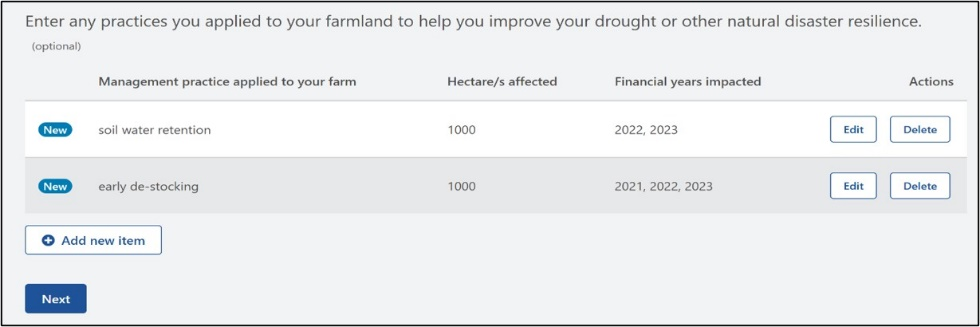 Enter any practices you applied to your farmland to help you improve your drought or other natural disaster resilience.
(optional)
Management practice applied to your farm Hectare/s affected Financial years impacted Actions
New soil water retention 1000 2022, 2023 Edit Delete
New early de-stocking 1000 2021, 2022, 2023 Edit Delete
Add new item
Next